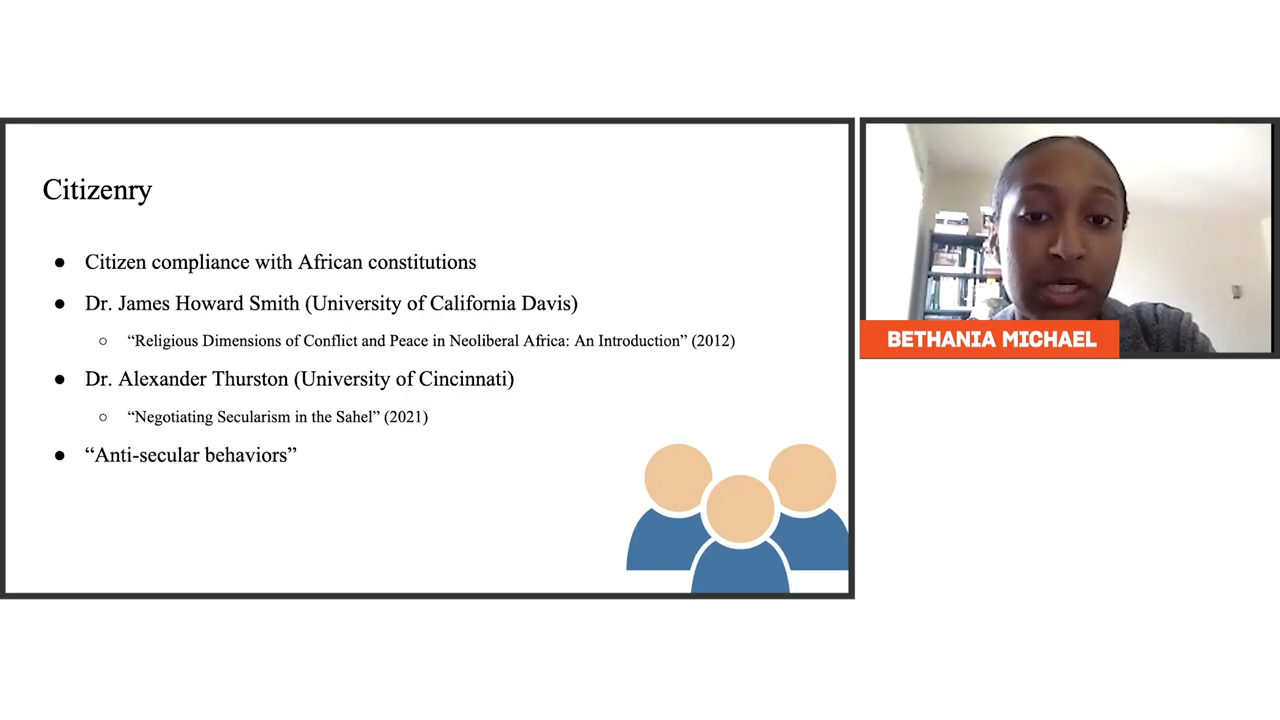 Citizenry
● Citizen compliance with African constitutions
● Dr. James Howard Smith (University of California Davis)
○ “Religious Dimensions of Conflict and Peace in Neoliberal Africa: An Introduction” (2012)
● Dr. Alexander Thurston (University of Cincinnati)
○ “Negotiating Secularism in the Sahel” (2021)
● “Anti-secular behaviors”
BETHANIA MICHAEL